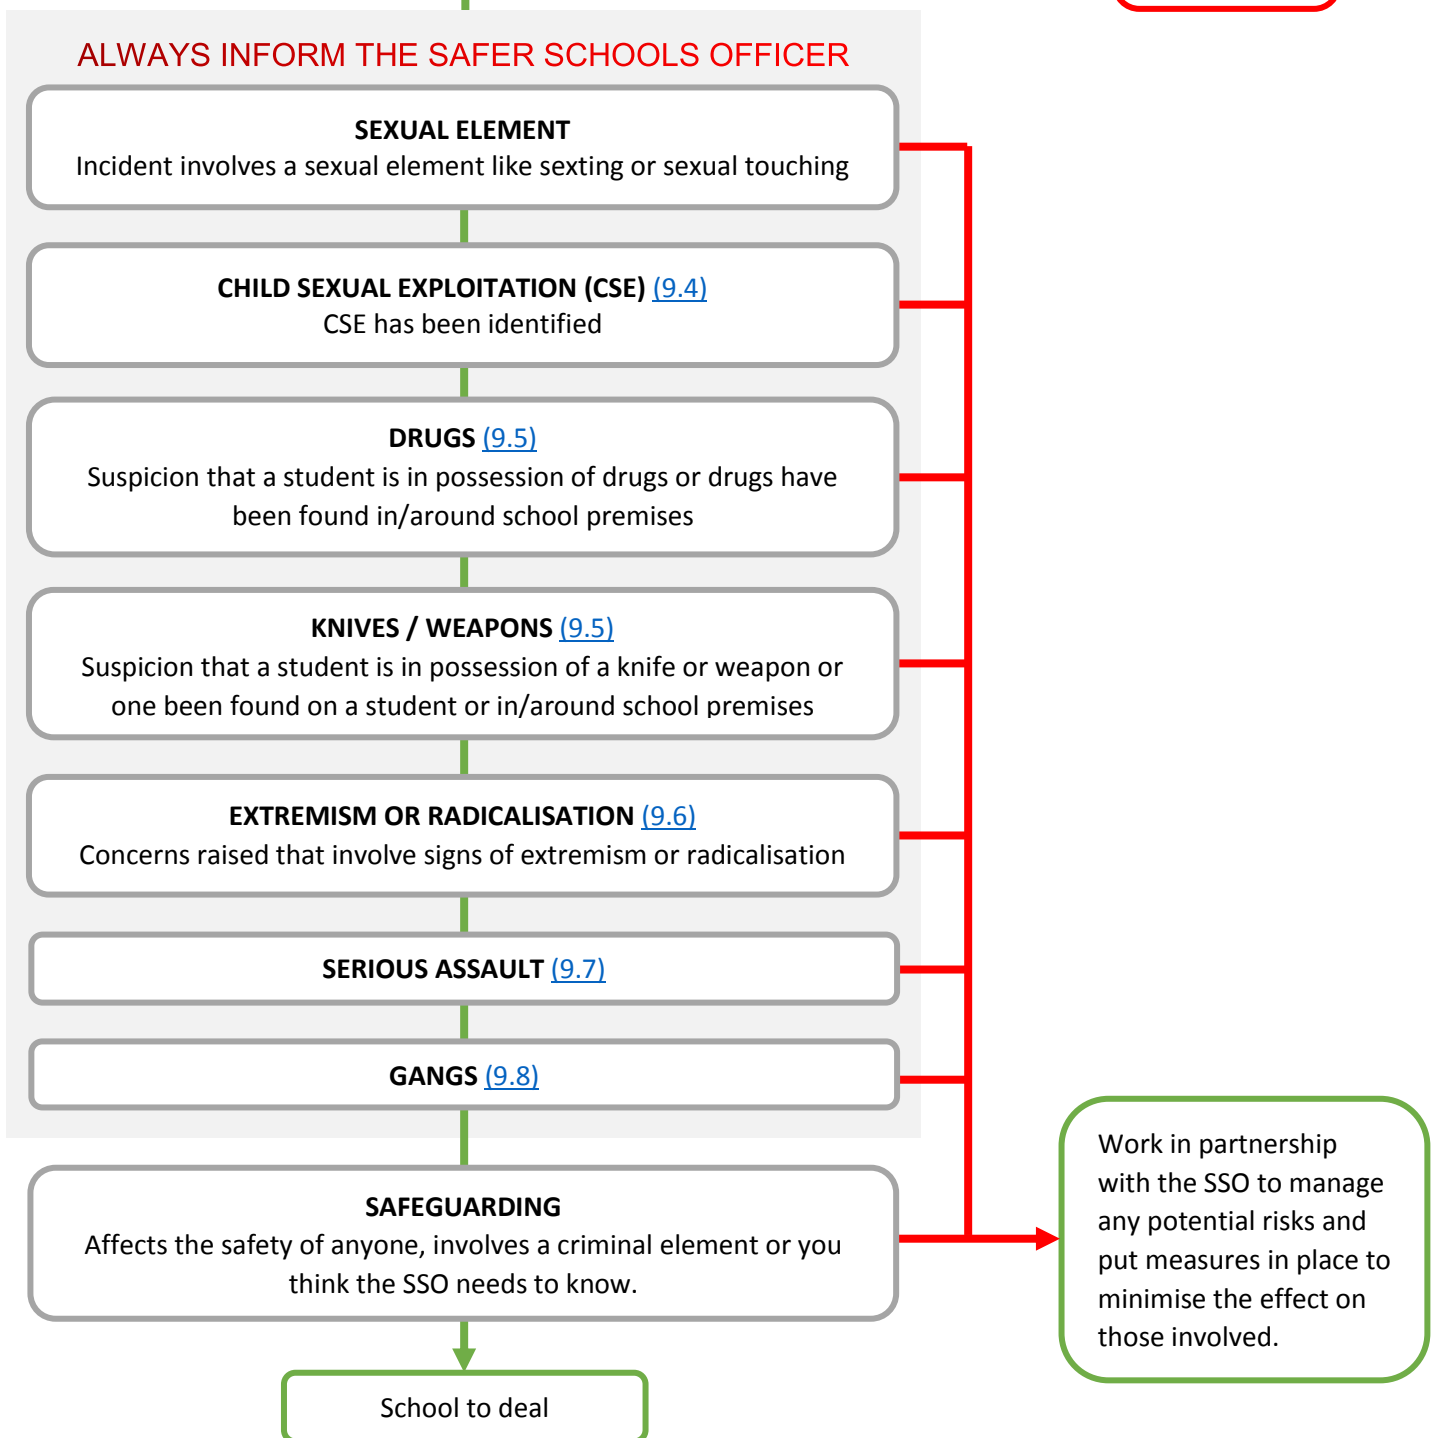 ALWAYS INFORM THE SAFER SCHOOLS OFFICER
SEXUAL ELEMENT
Incident involves a sexual element like sexting or sexual touching
CHILD SEXUAL EXPLOITATION (CSE) (9.4)
CSE has been identified
DRUGS (9.5)
Suspicion that a student is in possession of drugs or drugs have
been found in/around school premises
KNIVES / WEAPONS (9.5)
Suspicion that a student is in possession of a knife or weapon or
one been found on a student or in/around school premises
EXTREMISM OR RADICALISATION (9.6)
Concerns raised that involve signs of extremism or radicalisation
SERIOUS ASSAULT (9.7)
GANGS (9.8)
SAFEGUARDING
Affects the safety of anyone, involves a criminal element or you
think the SSO needs to know.
Work in partnership
with the SSO to manage
any potential risks and
put measures in place to
minimise the effect on
those involved.
School to deal